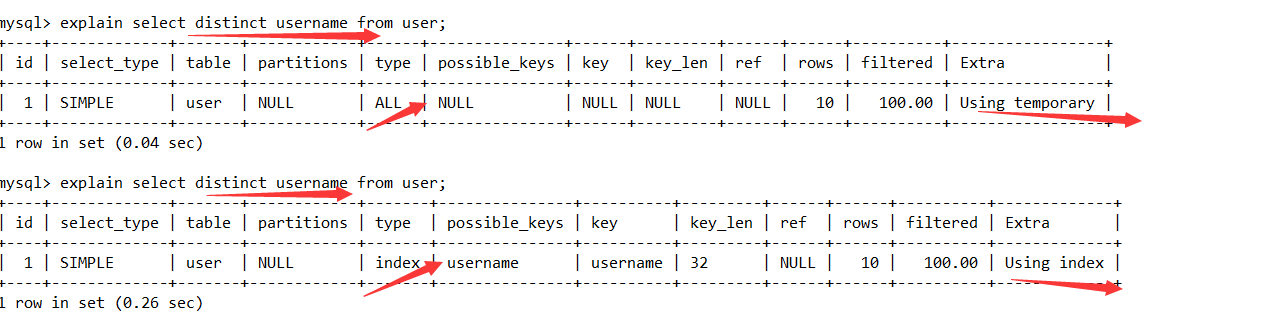 mysql> explain select distinct username from user;
+----+-------------+-------+------------+------+---------------+------+---------+------+------+----------+-----------------+
| id | select_type | table | partitions | type | possible_keys | key | key_len | ref | rows | filtered | Extra |
+----+-------------+-------+------------+------+---------------+------+---------+------+------+----------+-----------------+
| 1 | SIMPLE | user | NULL | ALL | NULL | NULL | NULL | NULL | 10 | 100.00 | Using temporary |
+----+-------------+-------+------------+------+---------------+------+---------+------+------+----------+-----------------+
1 row in set (0.04 sec)
mysql> explain select distinct username from user;
+----+-------------+-------+------------+-------+---------------+----------+---------+------+------+----------+-------------+
| id | select_type | table | partitions | type | possible_keys | key | key_len | ref | rows | filtered | Extra |
+----+-------------+-------+------------+-------+---------------+----------+---------+------+------+----------+-------------+
| 1 | SIMPLE | user | NULL | index | username | username | 32 | NULL | 10 | 100.00 | Using index |
+----+-------------+-------+------------+-------+---------------+----------+---------+------+------+----------+-------------+
1 row in set (0.26 sec)